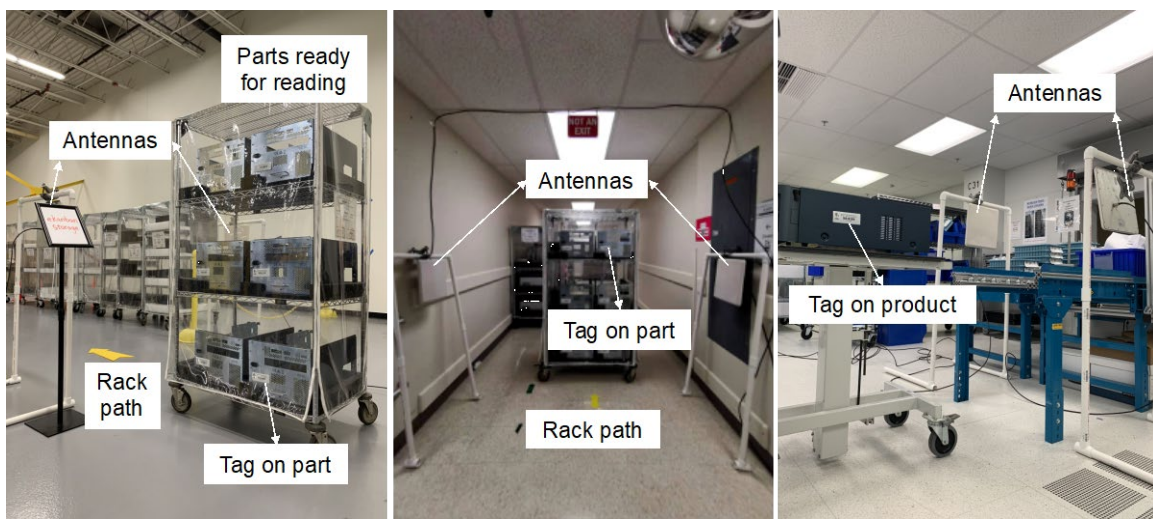 Parts ready
for reading
Antennas
Rack
path
Tag on part
NOT AN
EXIT
Antennas
Tag on part
Rack path
Antennas
C31
Tag on product